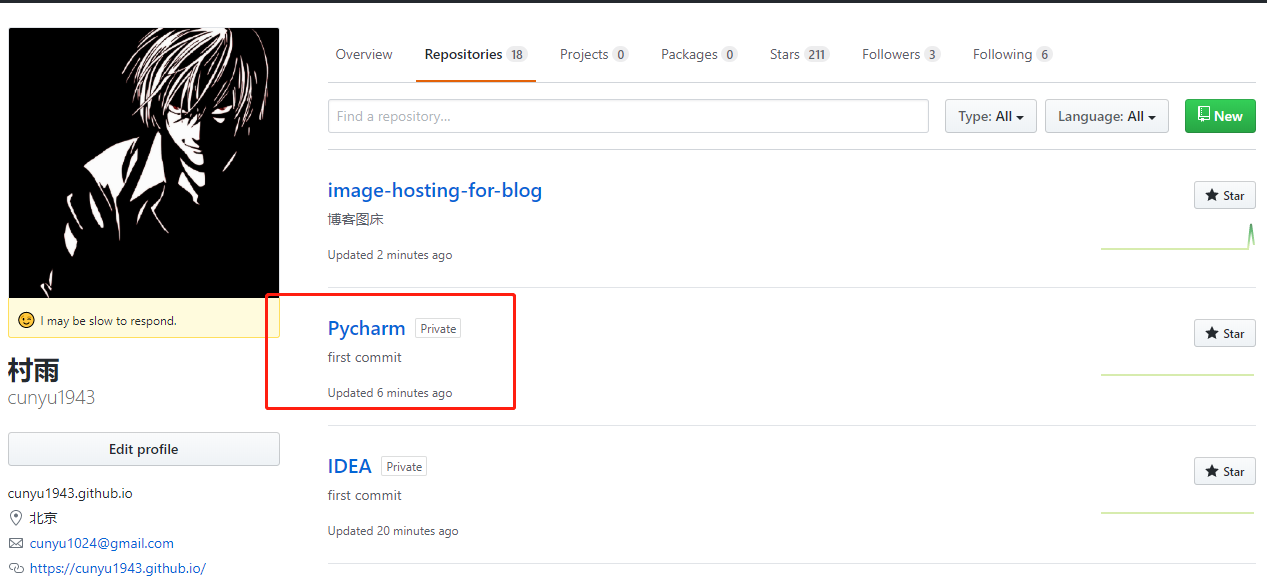 Overview Repositories 18 Projects 0 Packages 0 Stars 211 Followers 3 Following 6
Find a repository... Type: All Language: All New
image-hosting-for-blog Star
博客图床
Updated 2 minutes ago
Pycharm Private Star
first commit
Updated 6 minutes ago
IDEA Private Star
first commit
Updated 20 minutes ago
I may be slow to respond.
村雨
cunyu1943
Edit profile
cunyu1943.github.io
北京
cunyu1024@gmail.com
https://cunyu1943.github.io/